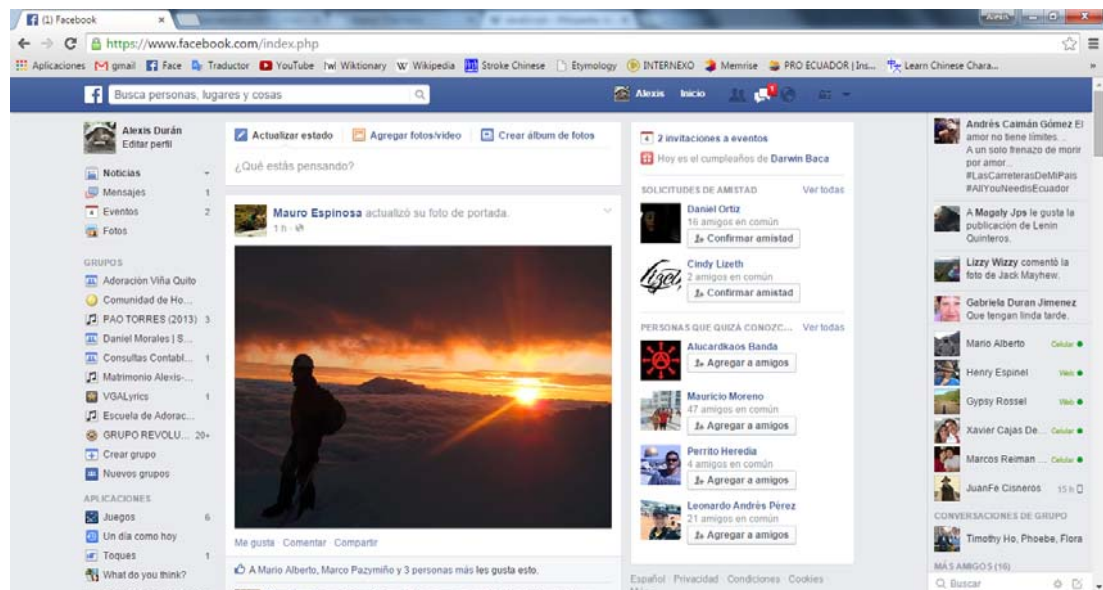 (1) Facebook
Alexis
https://www.facebook.com/index.php
Aplicaciones gmail Face Traductor YouTube Wiktionary Wikipedia Stroke Chinese Etymology INTERNEXO Memrise PRO ECUADOR | Ins... Learn Chinese Chara...
Busca personas, lugares y cosas
Alexis Inicio
Alexis Durán
Editar perfil
Noticias
Mensajes 1
Eventos 2
Fotos
GRUPOS
Adoración Viña Quito
Comunidad de Ho...
PAO TORRES (2013) 3
Daniel Morales | S...
Consultas Contabl... 1
Matrimonio Alexis-...
VGALyrics 1
Escuela de Adorac...
GRUPO REVOLU... 20+
Crear grupo
Nuevos grupos
APLICACIONES
Juegos 6
Un día como hoy
Toques 1
What do you think?
Actualizar estado Agregar fotos/video Crear álbum de fotos
¿Qué estás pensando?
Mauro Espinosa actualizó su foto de portada.
1 h
Me gusta · Comentar · Compartir
A Mario Alberto, Marco Pazymiño y 3 personas más les gusta esto.
2 invitaciones a eventos
Hoy es el cumpleaños de Darwin Baca
SOLICITUDES DE AMISTAD Ver todas
Daniel Ortiz
16 amigos en común
Confirmar amistad
Lizet
Cindy Lizeth
2 amigos en común
Confirmar amistad
PERSONAS QUE QUIZÁ CONOZC... Ver todas
Alucardkaos Banda
Agregar a amigos
Mauricio Moreno
47 amigos en común
Agregar a amigos
Perrito Heredia
4 amigos en común
Agregar a amigos
Leonardo Andrés Pérez
21 amigos en común
Agregar a amigos
Español · Privacidad · Condiciones · Cookies ·
Andrés Caimán Gómez El
amor no tiene límites...
A un solo frenazo de morir
por amor...
#LasCarreterasDeMiPais
#AllYouNeedisEcuador
A Magaly Jps le gusta la
publicación de Lenin
Quinteros.
Lizzy Wizzy comentó la
foto de Jack Mayhew.
Gabriela Duran Jimenez
Que tengan linda tarde.
Mario Alberto Celular
Henry Espinel Web
Gypsy Rossel Web
Xavier Cajas De... Celular
Marcos Reiman ... Celular
JuanFe Cisneros 15 h
CONVERSACIONES DE GRUPO
Timothy Ho, Phoebe, Flora
MÁS AMIGOS (16)
Buscar